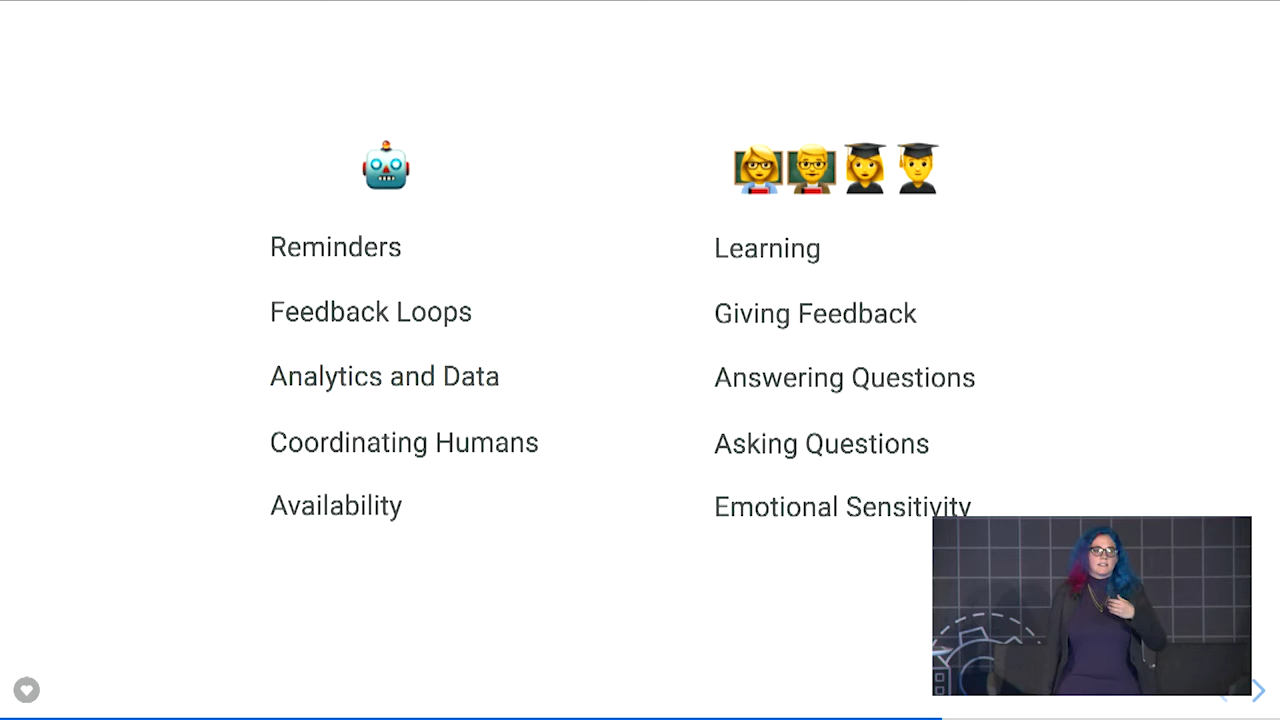 Reminders
Feedback Loops
Analytics and Data
Coordinating Humans
Availability
Learning
Giving Feedback
Answering Questions
Asking Questions
Emotional Sensitivity